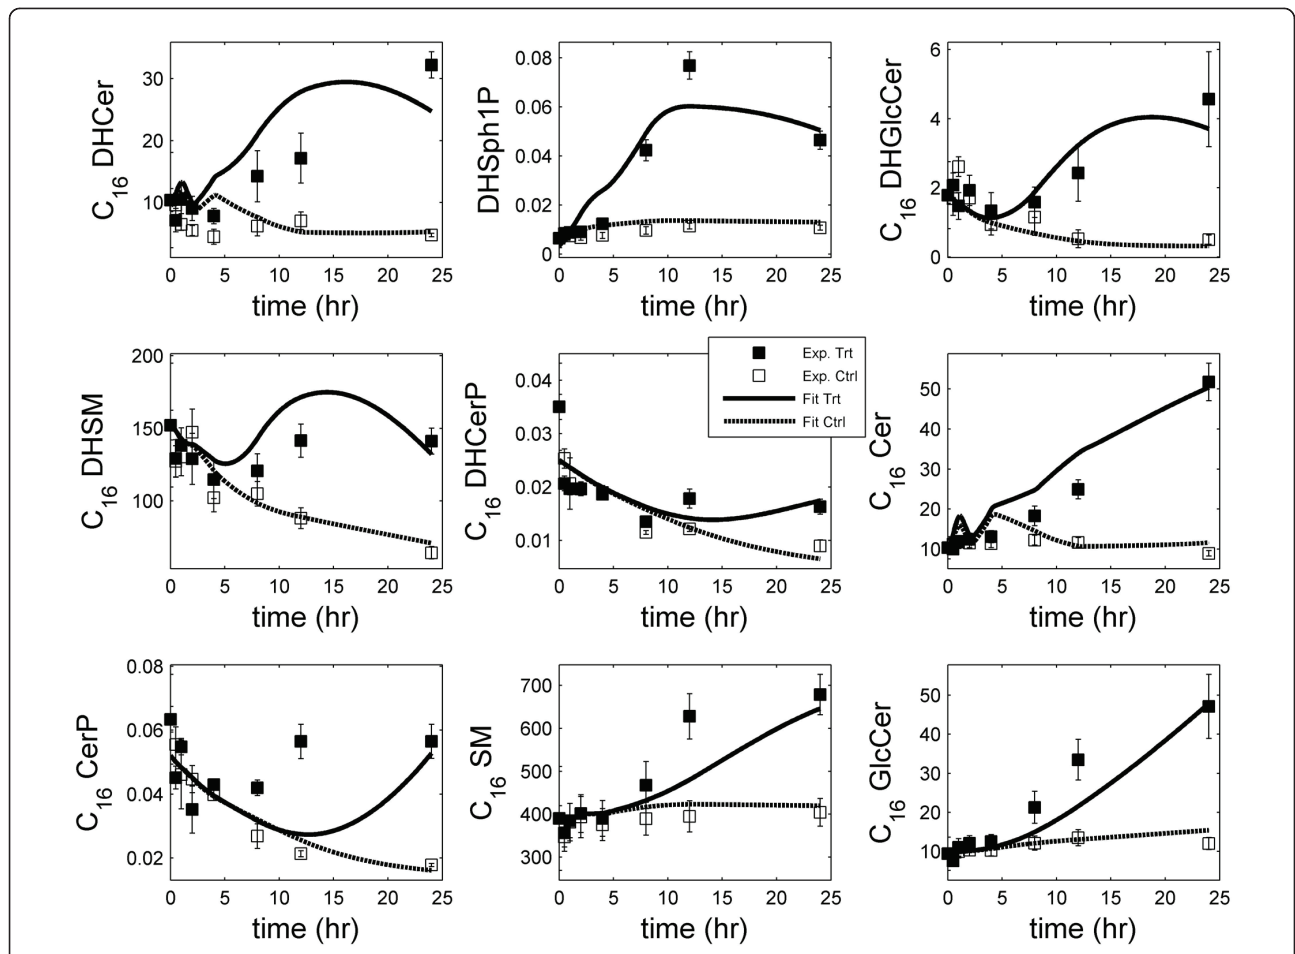 C16 DHCer
30
20
10
0 5 10 15 20 25
time (hr)
DHSph1P
0.08
0.06
0.04
0.02
0
0 5 10 15 20 25
time (hr)
C16 DHGlcCer
6
4
2
0
0 5 10 15 20 25
time (hr)
C16 DHSM
200
150
100
0 5 10 15 20 25
time (hr)
C16 DHCerP
0.04
0.03
0.02
0.01
0 5 10 15 20 25
time (hr)
Exp. Trt
Exp. Ctrl
Fit Trt
Fit Ctrl
C16 Cer
50
40
30
20
10
0 5 10 15 20 25
time (hr)
C16 CerP
0.08
0.06
0.04
0.02
0 5 10 15 20 25
time (hr)
C16 SM
700
600
500
400
300
0 5 10 15 20 25
time (hr)
C16 GlcCer
50
40
30
20
10
0 5 10 15 20 25
time (hr)